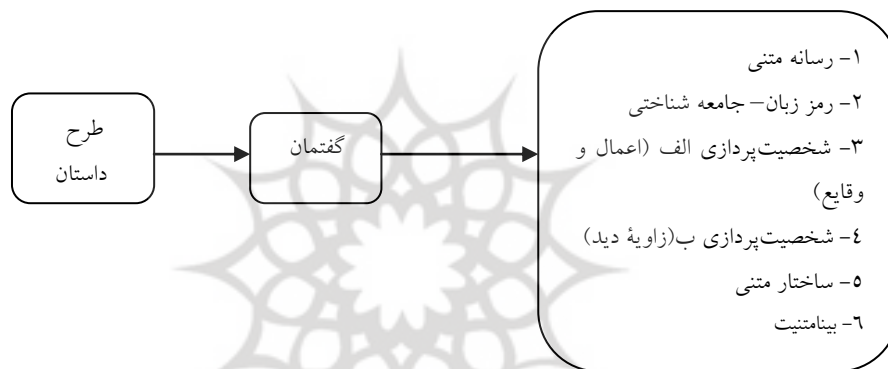 طرح
داستان
گفتمان
۱- رسانه متنی
۲- رمز زبان– جامعه شناختی
۳- شخصیت‌پردازی الف (اعمال و
وقایع)
٤- شخصیت‌پردازی ب(زاویۀ دید)
٥- ساختار متنی
٦- بینامتنیت